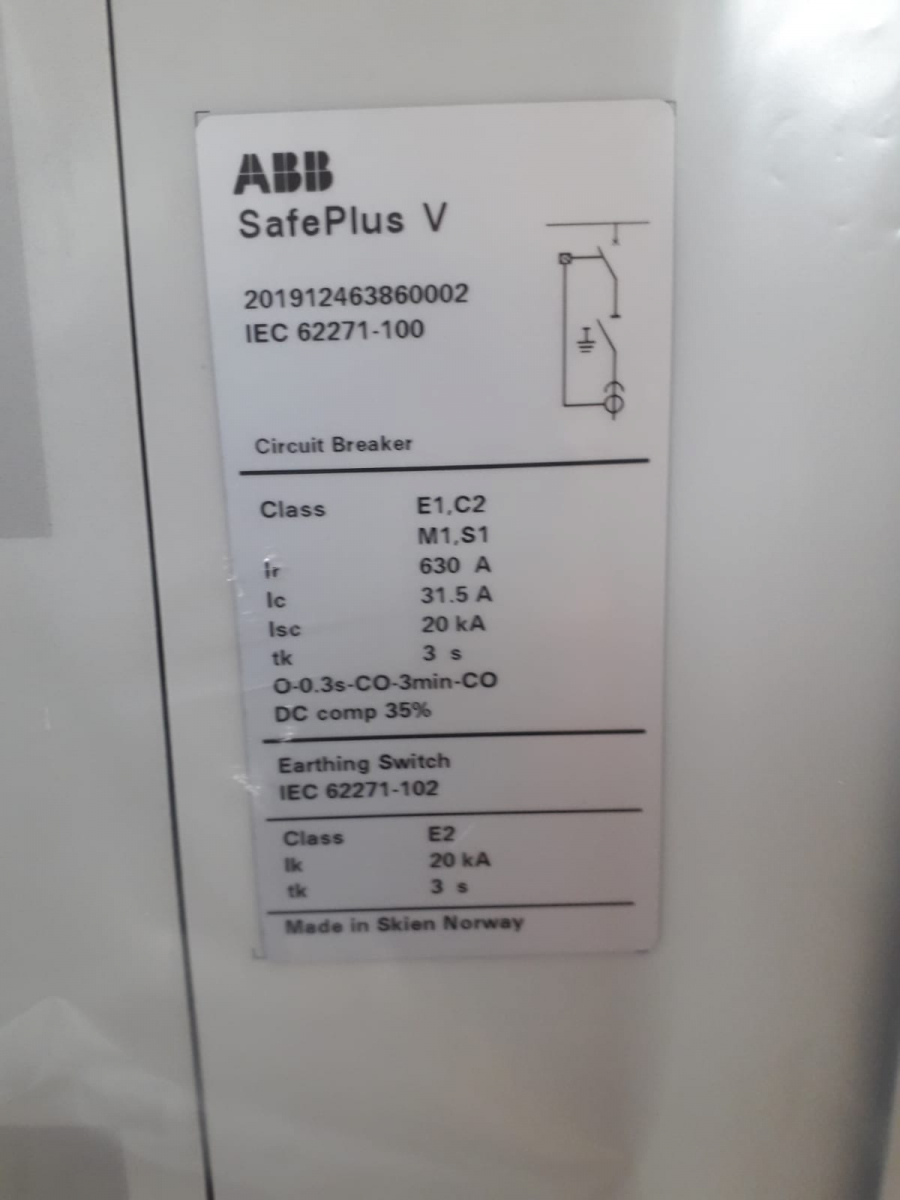 ABB
SafePlus V
201912463860002
IEC 62271-100
Circuit Breaker
Class E1,C2
M1,S1
Ir 630 A
Ic 31.5 A
Isc 20 kA
tk 3 s
O-0.3s-CO-3min-CO
DC comp 35%
Earthing Switch
IEC 62271-102
Class E2
Ik 20 kA
tk 3 s
Made in Skien Norway